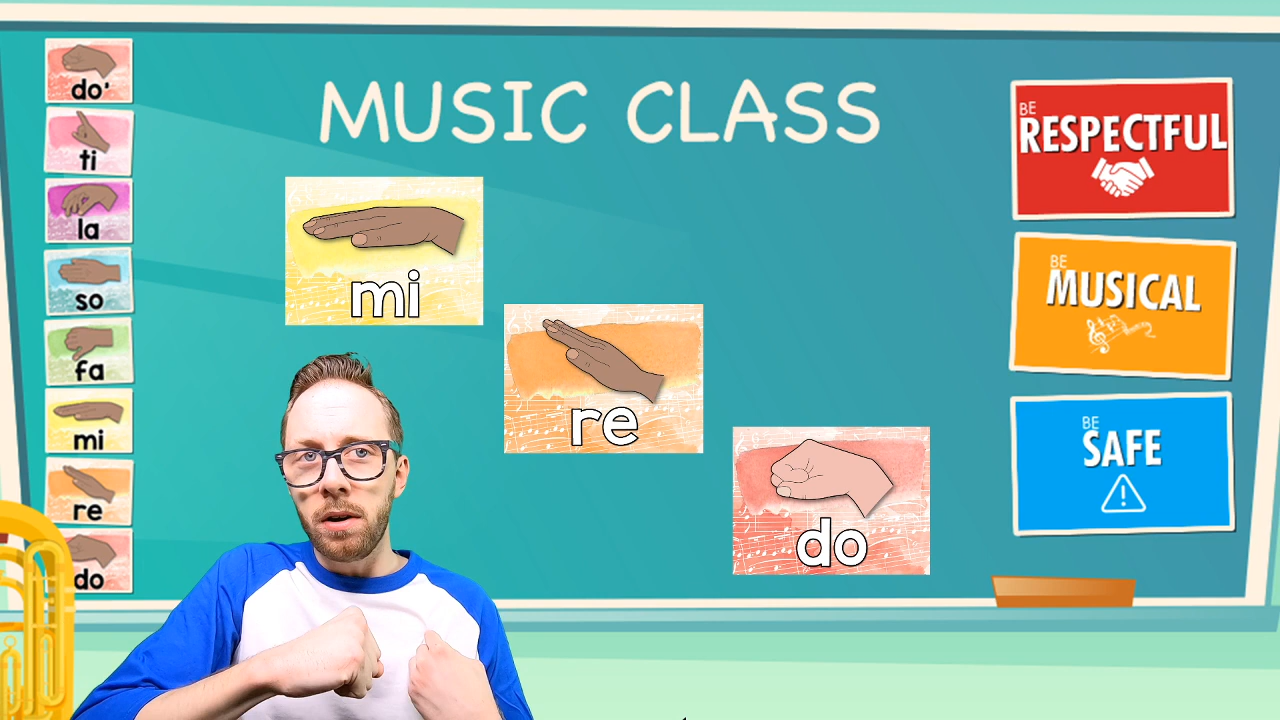 MUSIC CLASS
do'
ti
la
so
fa
mi
re
do
mi
re
do
BE
RESPECTFUL
BE
MUSICAL
BE
SAFE